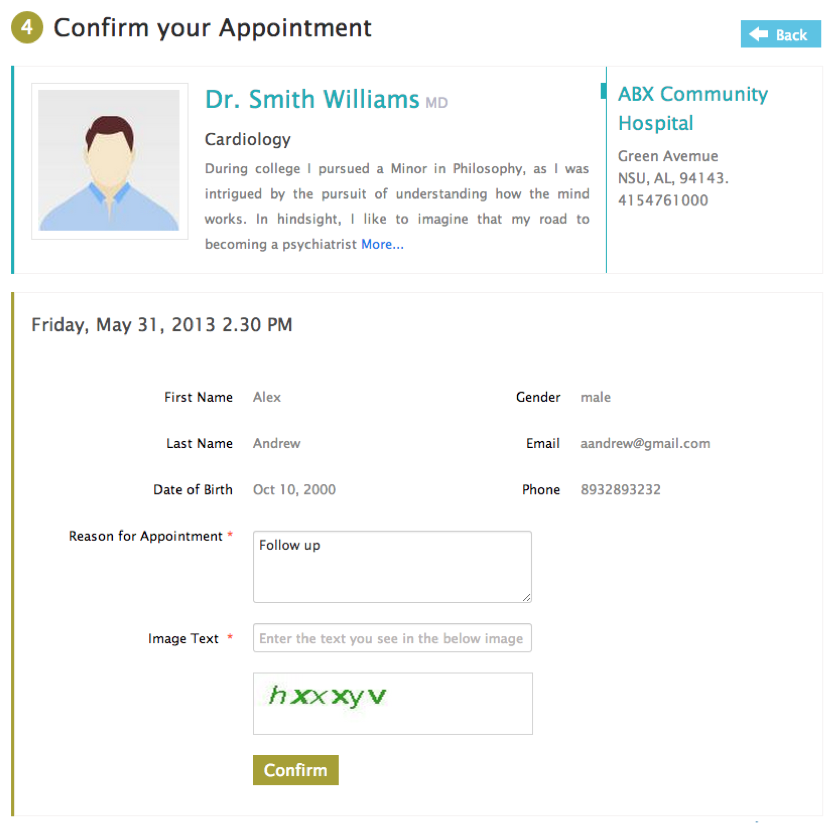 4 Confirm your Appointment
Back
Dr. Smith Williams MD
Cardiology
During college I pursued a Minor in Philosophy, as I was
intrigued by the pursuit of understanding how the mind
works. In hindsight, I like to imagine that my road to
becoming a psychiatrist More...
ABX Community
Hospital
Green Avemue
NSU, AL, 94143.
4154761000
Friday, May 31, 2013 2.30 PM
First Name Alex
Gender male
Last Name Andrew
Email aandrew@gmail.com
Date of Birth Oct 10, 2000
Phone 8932893232
Reason for Appointment *
Follow up
Image Text *
Enter the text you see in the below image
hxxxyv
Confirm